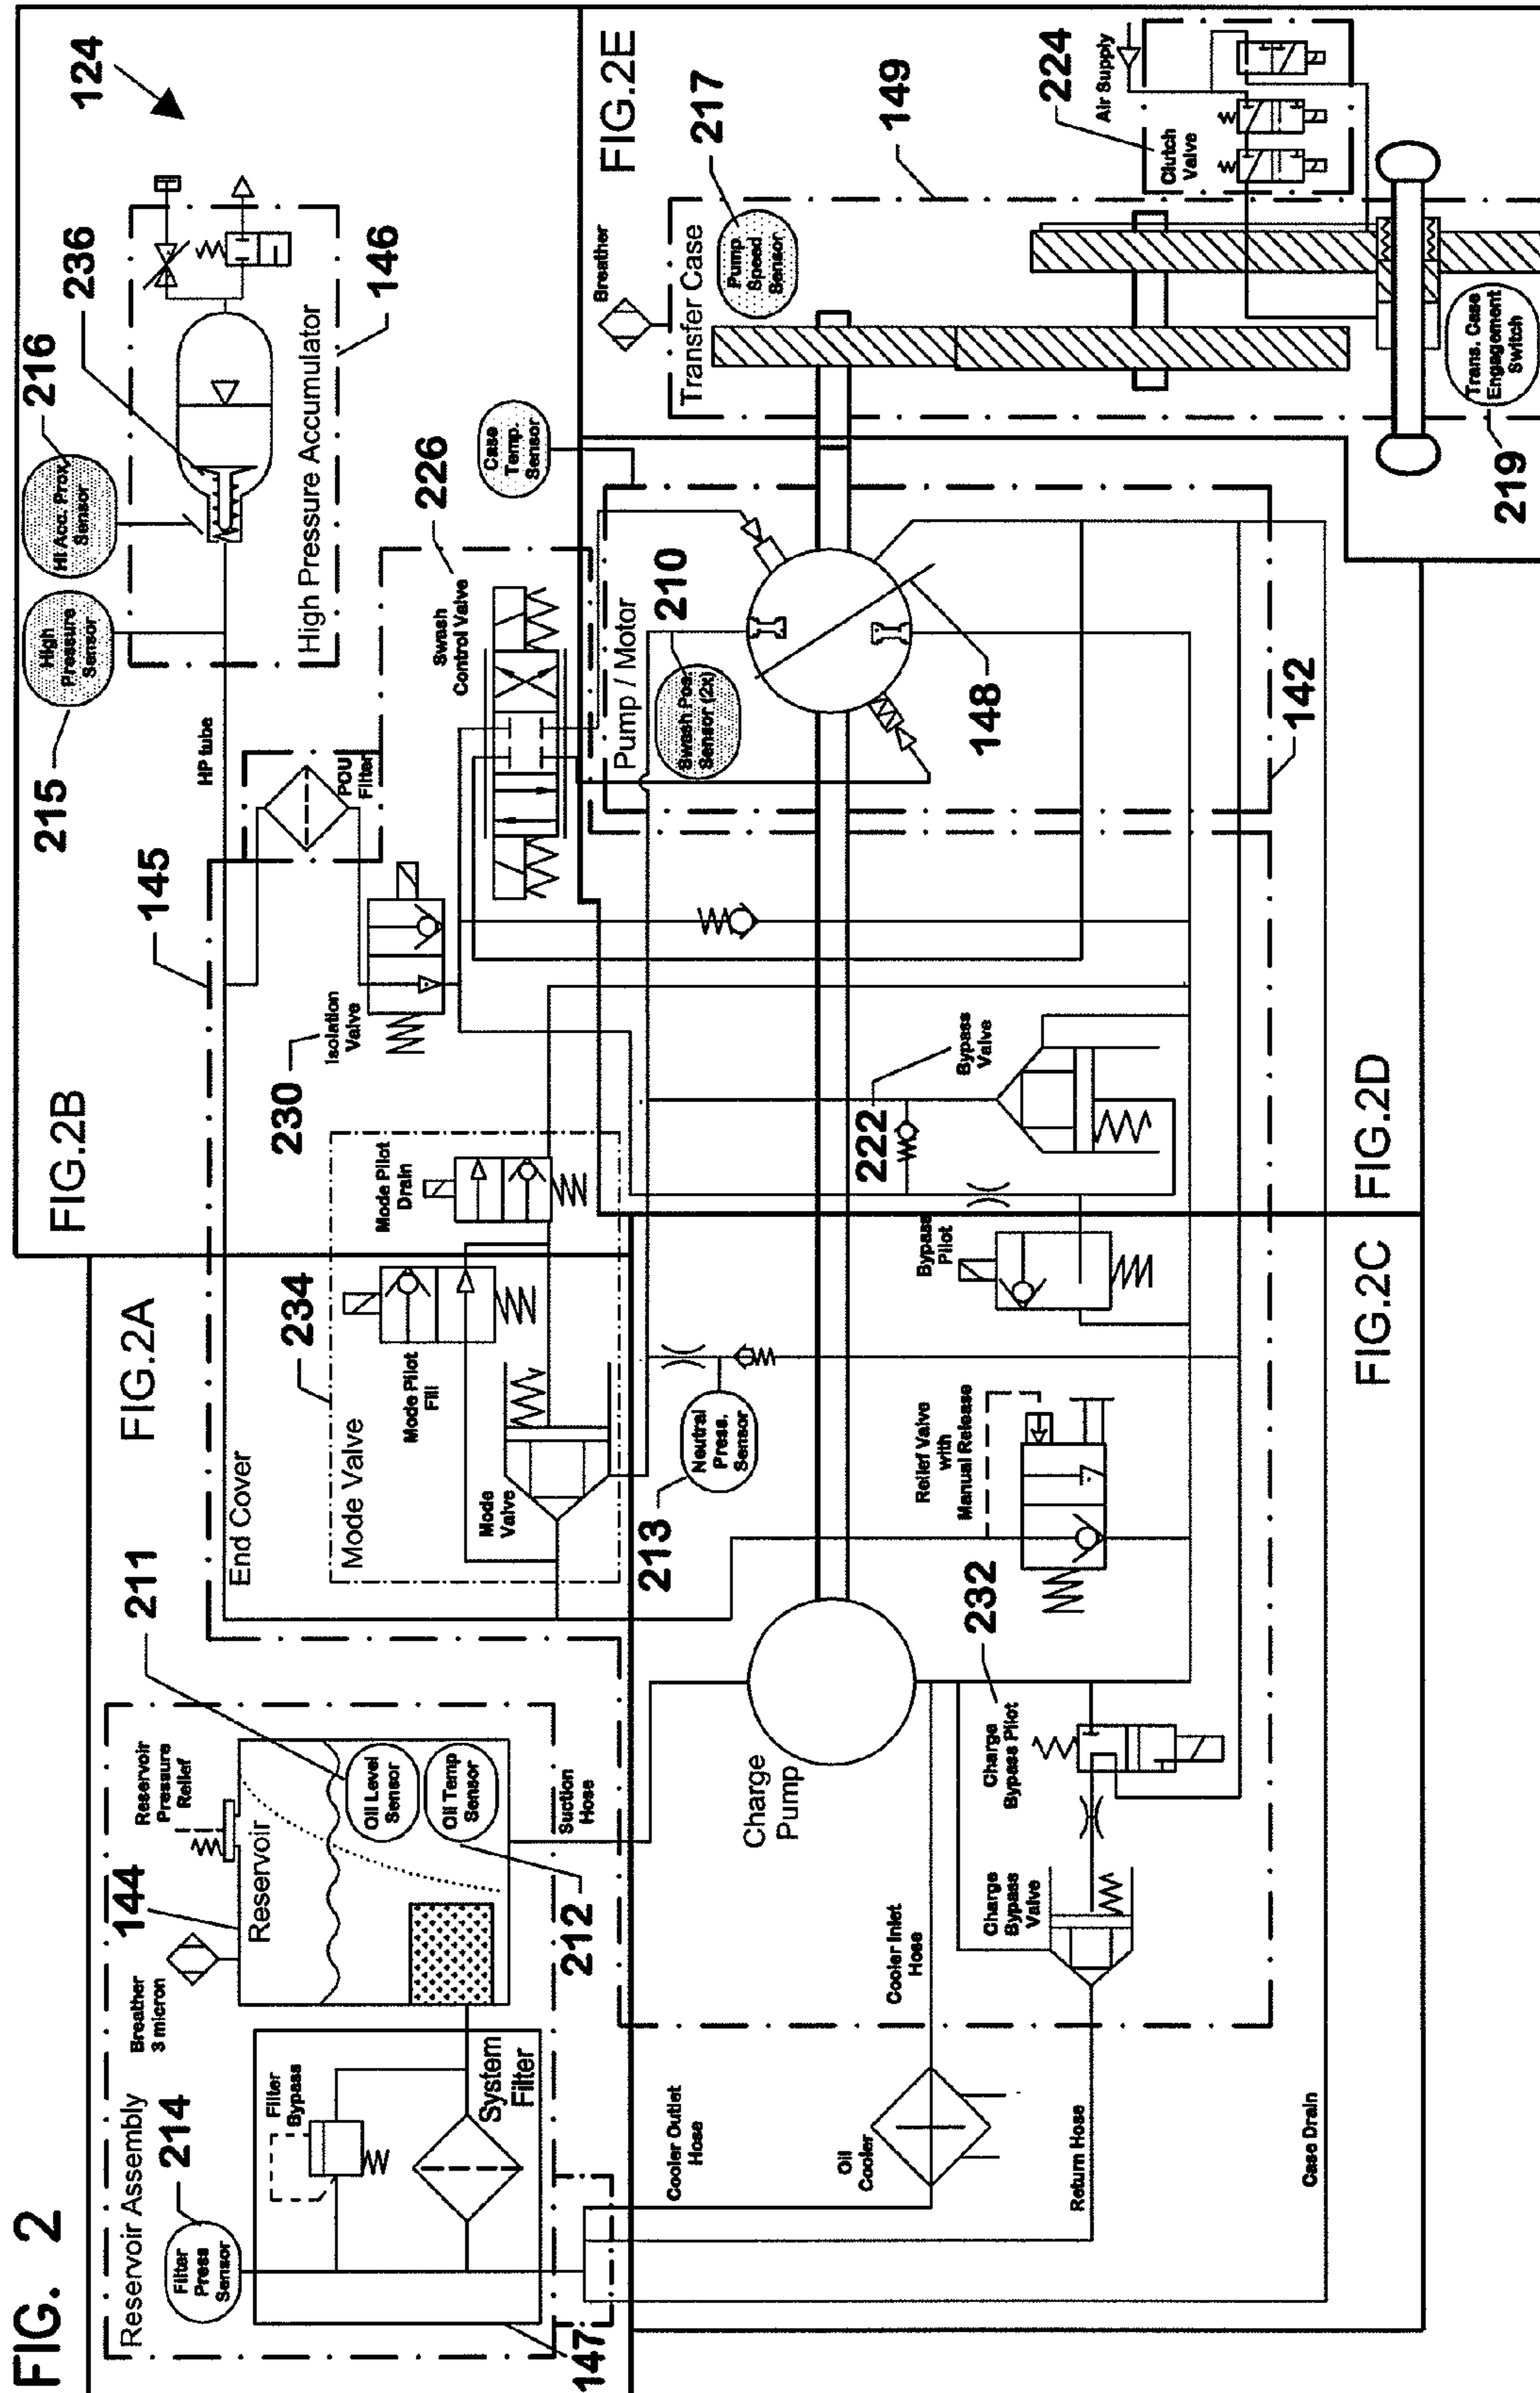 FIG. 2
Reservoir Assembly
214
Filter
Press
Sensor
Filter
Bypass
System
Filter
147
Breather
3 micron
144
Reservoir
Pressure
Relief
Reservoir
Oil Level
Sensor
Oil Temp
Sensor
211
212
Suction
Hose
FIG.2A
End Cover
234
Mode Valve
Mode
Valve
Mode Pilot
Fill
Mode Pilot
Drain
FIG.2B
230
Isolation
Valve
145
PCU
Filter
HP tube
215
High
Pressure
Sensor
216
HI Acc. Prox
Sensor
236
124
High Pressure Accumulator
146
226
Swash
Control Valve
Case
Temp.
Sensor
FIG.2E
Breather
Transfer Case
217
Pump
Speed
Sensor
149
224
Clutch
Valve
Air Supply
Trans. Case
Engagement
Switch
219
Pump / Motor
210
Swash Pos.
Sensor (2x)
148
142
222
Bypass
Valve
FIG.2D
Bypass
Pilot
213
Neutral
Press.
Sensor
Relief Valve
with
Manual Release
FIG.2C
Charge
Pump
232
Charge
Bypass Pilot
Charge
Bypass
Valve
Cooler Inlet
Hose
Cooler Outlet
Hose
Oil
Cooler
Return Hose
Case Drain